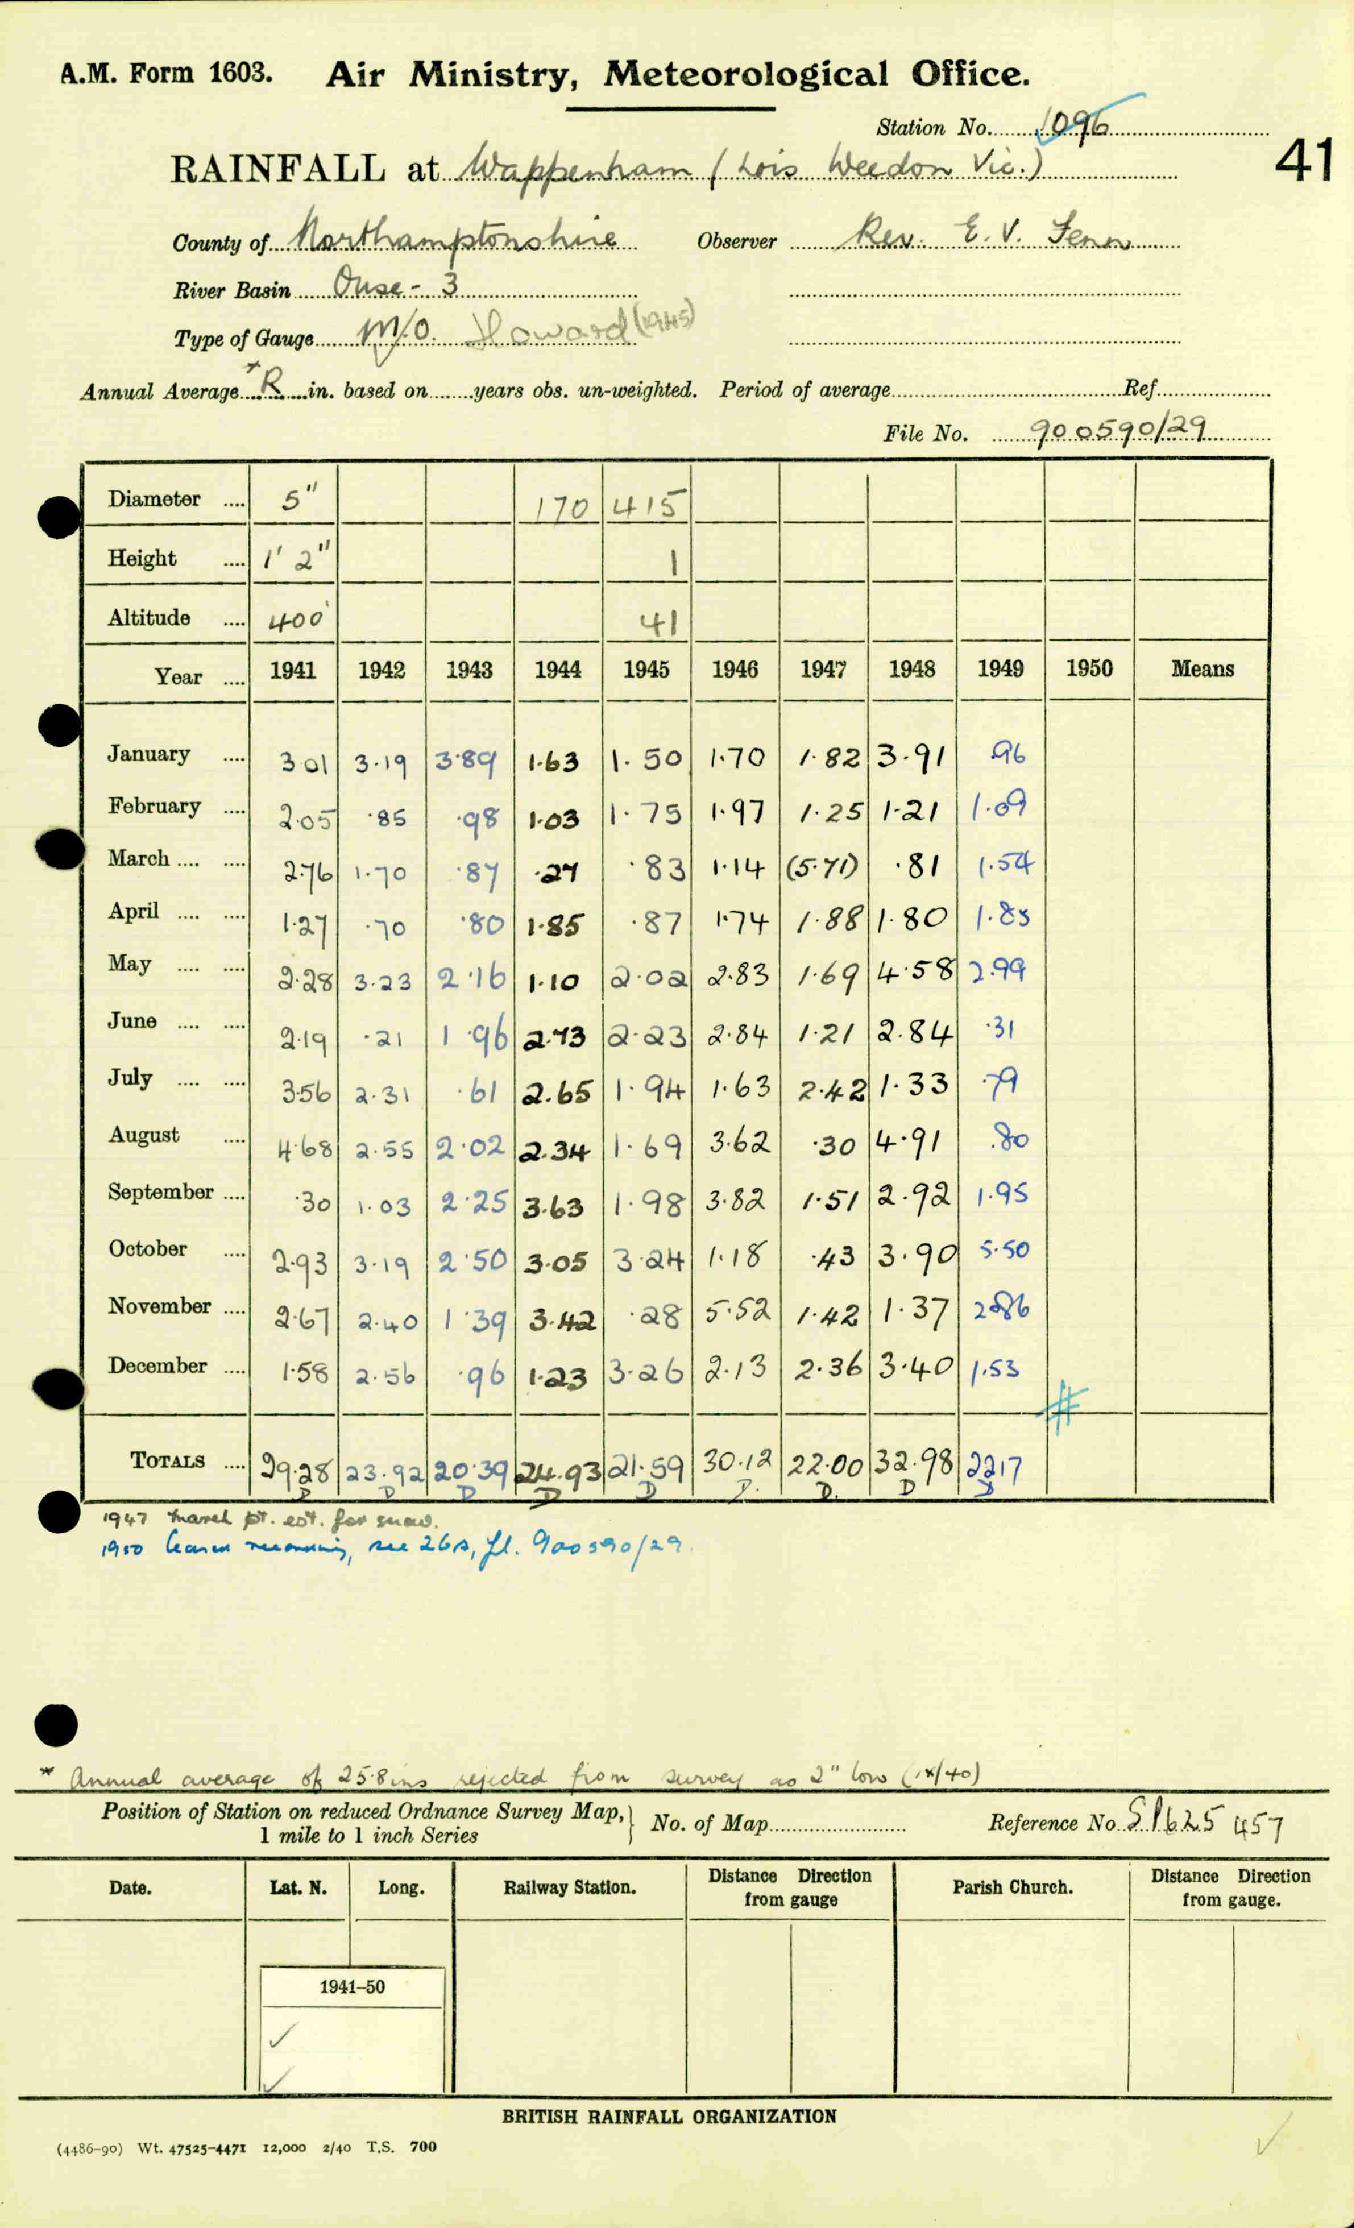 A.M. Form 1603. Air Ministry, Meteorological Office.
Station No. 1096
41
RAINFALL at Wappenham (Lois Weedon Vic.)
County of Northamptonshire Observer Rev. E. V. Fenn
River Basin Ouse - 3
Type of Gauge M/O. Howard (1945)
Annual Average *R in. based on years obs. un-weighted. Period of average Ref.
File No. 900590/29
Diameter .... 5" 170 415
Height .... 1' 2" 1
Altitude .... 400' 41
Year .... 1941 1942 1943 1944 1945 1946 1947 1948 1949 1950 Means
January .... 3.01 3.19 3.89 1.63 1.50 1.70 1.82 3.91 .96
February .... 2.05 .85 .98 1.03 1.75 1.97 1.25 1.21 1.09
March .... .... 2.76 1.70 .87 .27 .83 1.14 (5.71) .81 1.54
April .... .... 1.27 .70 .80 1.85 .87 1.74 1.88 1.80 1.85
May .... .... 2.28 3.23 2.16 1.10 2.02 2.83 1.69 4.58 2.99
June .... .... 2.19 .21 1.96 2.73 2.23 2.84 1.21 2.84 .31
July .... .... 3.56 2.31 .61 2.65 1.94 1.63 2.42 1.33 .79
August .... 4.68 2.55 2.02 2.34 1.69 3.62 .30 4.91 .80
September .... .30 1.03 2.25 3.63 1.98 3.82 1.51 2.92 1.95
October .... 2.93 3.19 2.50 3.05 3.24 1.18 .43 3.90 5.50
November .... 2.67 2.40 1.39 3.42 .28 5.52 1.42 1.37 2.86
December .... 1.58 2.56 .96 1.23 3.26 2.13 2.36 3.40 1.53
#
TOTALS .... 29.28 23.92 20.39 24.93 21.59 30.12 22.00 32.98 22.17
D D D D D D. D. D D
1947 March pt. est. for snow.
1950 Ceased recording, see 26A, fl. 900590/29.
* Annual average of 25.8 ins rejected from survey as 2" low (ix/40)
Position of Station on reduced Ordnance Survey Map,
1 mile to 1 inch Series
No. of Map
Reference No. SP625 457
Date. Lat. N. Long. Railway Station. Distance Direction from gauge Parish Church. Distance Direction from gauge.
1941-50
✓
✓
BRITISH RAINFALL ORGANIZATION
(4486-90) Wt. 47525-4471 12,000 2/40 T.S. 700
✓